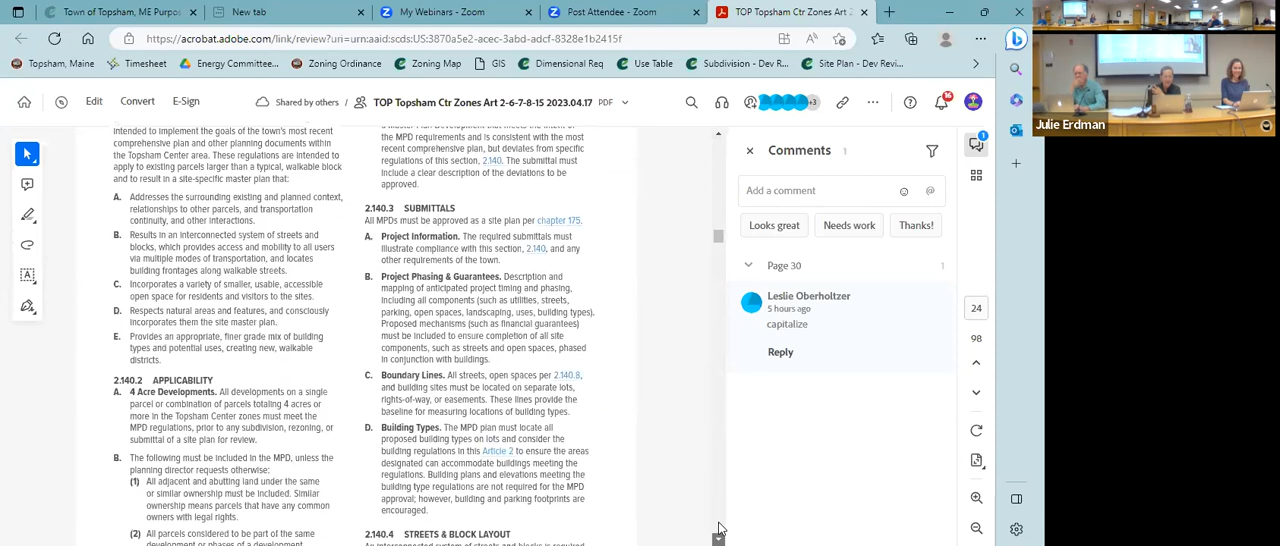 Town of Topsham, ME Purpo
New tab
My Webinars - Zoom
Post Attendee - Zoom
TOP Topsham Ctr Zones Art 2
https://acrobat.adobe.com/link/review?uri=urn:aaid:scds:US:3870a5e2-acec-3abd-adcf-8328e1b2415f
Topsham, Maine
Timesheet
Energy Committee...
Zoning Ordinance
Zoning Map
GIS
Dimensional Req
Use Table
Subdivision - Dev R...
Site Plan - Dev Revi...
Edit
Convert
E-Sign
Shared by others
TOP Topsham Ctr Zones Art 2-6-7-8-15 2023.04.17
PDF
+3
16
intended to implement the goals of the town's most recent
comprehensive plan and other planning documents within
the Topsham Center area. These regulations are intended to
apply to existing parcels larger than a typical, walkable block
and to result in a site-specific master plan that:
A. Addresses the surrounding existing and planned context,
relationships to other parcels, and transportation
continuity, and other interactions.
B. Results in an interconnected system of streets and
blocks, which provides access and mobility to all users
via multiple modes of transportation, and locates
building frontages along walkable streets.
C. Incorporates a variety of smaller, usable, accessible
open space for residents and visitors to the sites.
D. Respects natural areas and features, and consciously
incorporates them the site master plan.
E. Provides an appropriate, finer grade mix of building
types and potential uses, creating new, walkable
districts.
2.140.2 APPLICABILITY
A. 4 Acre Developments. All developments on a single
parcel or combination of parcels totaling 4 acres or
more in the Topsham Center zones must meet the
MPD regulations, prior to any subdivision, rezoning, or
submittal of a site plan for review.
B. The following must be included in the MPD, unless the
planning director requests otherwise:
(1) All adjacent and abutting land under the same
or similar ownership must be included. Similar
ownership means parcels that have any common
owners with legal rights.
(2) All parcels considered to be part of the same
development or phases of a development
the MPD requirements and is consistent with the most
recent comprehensive plan, but deviates from specific
regulations of this section, 2.140. The submittal must
include a clear description of the deviations to be
approved.
2.140.3 SUBMITTALS
All MPDs must be approved as a site plan per chapter 175.
A. Project Information. The required submittals must
illustrate compliance with this section, 2.140, and any
other requirements of the town.
B. Project Phasing & Guarantees. Description and
mapping of anticipated project timing and phasing,
including all components (such as utilities, streets,
parking, open spaces, landscaping, uses, building types).
Proposed mechanisms (such as financial guarantees)
must be included to ensure completion of all site
components, such as streets and open spaces, phased
in conjunction with buildings.
C. Boundary Lines. All streets, open spaces per 2.140.8,
and building sites must be located on separate lots,
rights-of-way, or easements. These lines provide the
baseline for measuring locations of building types.
D. Building Types. The MPD plan must locate all
proposed building types on lots and consider the
building regulations in this Article 2 to ensure the areas
designated can accommodate buildings meeting the
regulations. Building plans and elevations meeting the
building type regulations are not required for the MPD
approval; however, building and parking footprints are
encouraged.
2.140.4 STREETS & BLOCK LAYOUT
Comments 1
Add a comment
Looks great
Needs work
Thanks!
Page 30
1
Leslie Oberholtzer
5 hours ago
capitalize
Reply
1
24
98
Julie Erdman